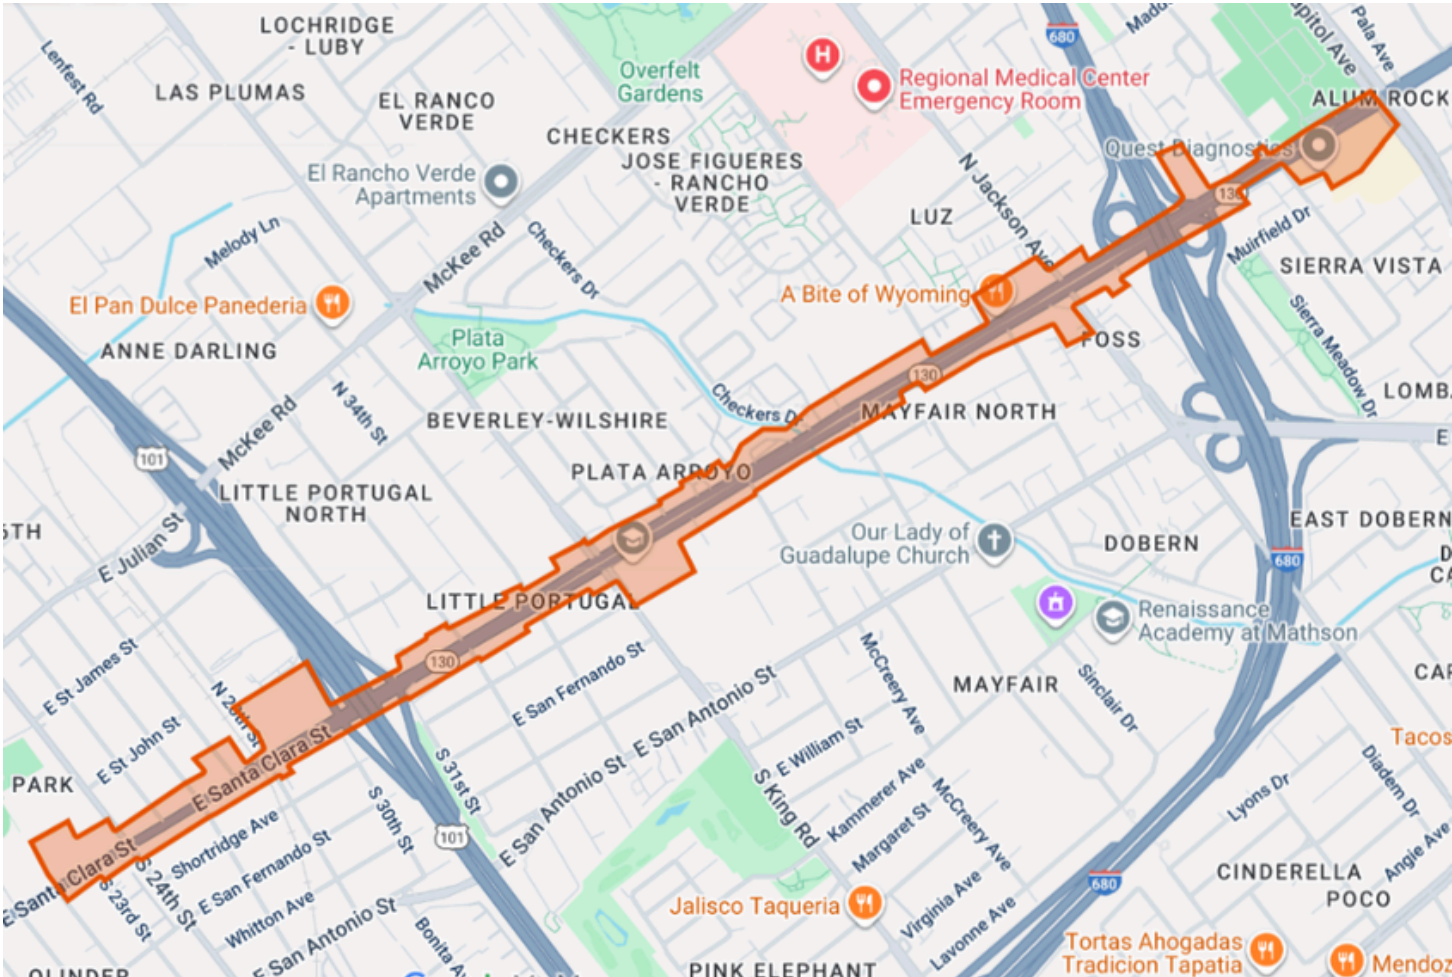 LOCHRIDGE
- LUBY
Lenfest Rd
LAS PLUMAS
EL RANCO
VERDE
Overfelt
Gardens
CHECKERS
Regional Medical Center
Emergency Room
H
680
Pala Ave
ALUM ROCK
Quest Diagnostics
JOSE FIGUERES
- RANCHO
VERDE
El Rancho Verde
Apartments
N Jackson Ave
LUZ
130
Muirfield Dr
SIERRA VISTA
Melody Ln
McKee Rd
Checkers Dr
El Pan Dulce Panederia
A Bite of Wyoming
Sierra Meadow Dr
ANNE DARLING
Plata
Arroyo Park
FOSS
130
N 34th St
McKee Rd
BEVERLEY-WILSHIRE
MAYFAIR NORTH
101
PLATA ARROYO
LITTLE PORTUGAL
NORTH
E Julian St
Our Lady of
Guadalupe Church
DOBERN
EAST DOBERN
680
LITTLE PORTUGAL
Renaissance
Academy at Mathson
130
E St James St
E San Fernando St
McCreery Ave
MAYFAIR
Sinclair Dr
E St John St
E San Antonio St
E William St
E Santa Clara St
S 31st St
E San Antonio St
S King Rd
Kammerer Ave
McCreery Ave
Lyons Dr
Diadem Dr
PARK
S 30th St
101
Margaret St
Shortridge Ave
E Santa Clara St
S 24th St
S 23rd St
E San Fernando St
Whitton Ave
E San Antonio St
680
CINDERELLA
POCO
Angie Ave
Jalisco Taqueria
Virginia Ave
Lavonne Ave
Tortas Ahogadas
Tradicion Tapatia
PINK ELEPHANT